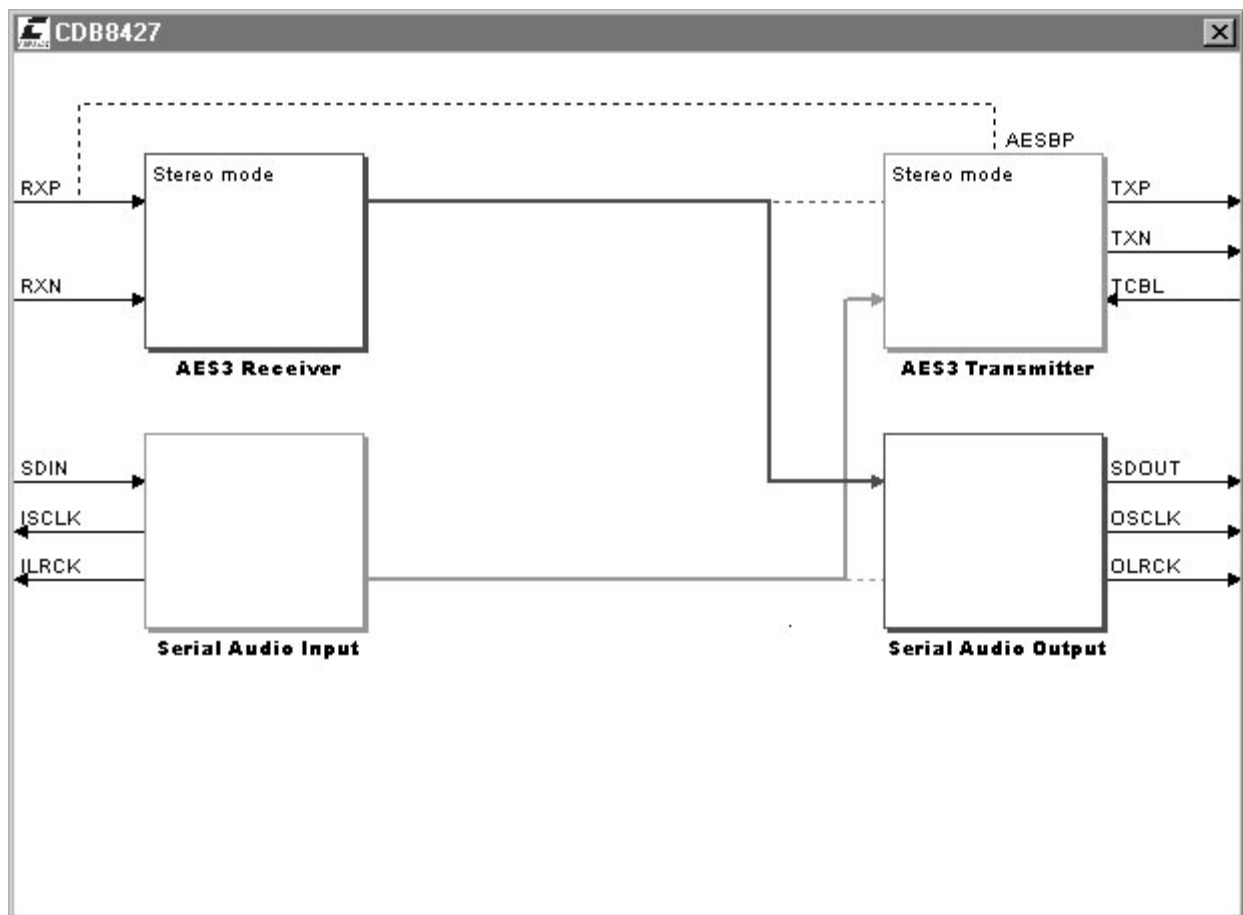 CDB8427
AESBP
Stereo mode
Stereo mode
RXP
TXP
TXN
RXN
TCBL
AES3 Receiver
AES3 Transmitter
SDIN
SDOUT
ISCLK
OSCLK
ILRCK
OLRCK
Serial Audio Input
Serial Audio Output